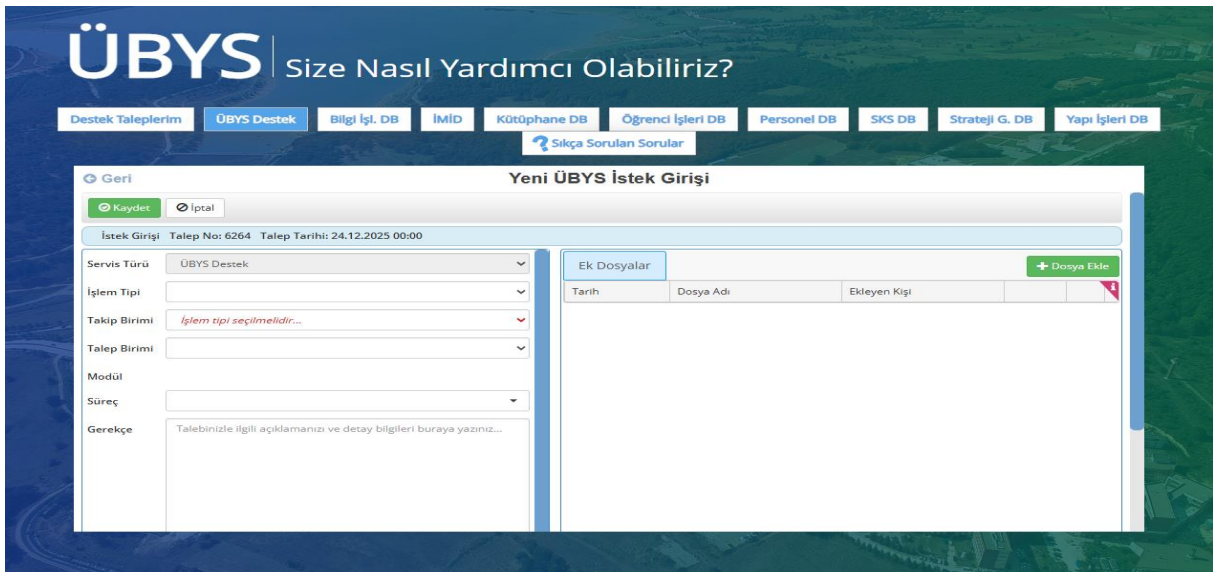 ÜBYS Size Nasıl Yardımcı Olabiliriz?
Destek Taleplerim ÜBYS Destek Bilgi İşl. DB İMİD Kütüphane DB Öğrenci İşleri DB Personel DB SKS DB Strateji G. DB Yapı İşleri DB
Sıkça Sorulan Sorular
Geri Yeni ÜBYS İstek Girişi
Kaydet İptal
İstek Girişi Talep No: 6264 Talep Tarihi: 24.12.2025 00:00
Servis Türü ÜBYS Destek Ek Dosyalar Dosya Ekle
İşlem Tipi Tarih Dosya Adı Ekleyen Kişi
Takip Birimi İşlem tipi seçilmelidir...
Talep Birimi
Modül
Süreç
Gerekçe Talebinizle ilgili açıklamanızı ve detay bilgileri buraya yazınız...